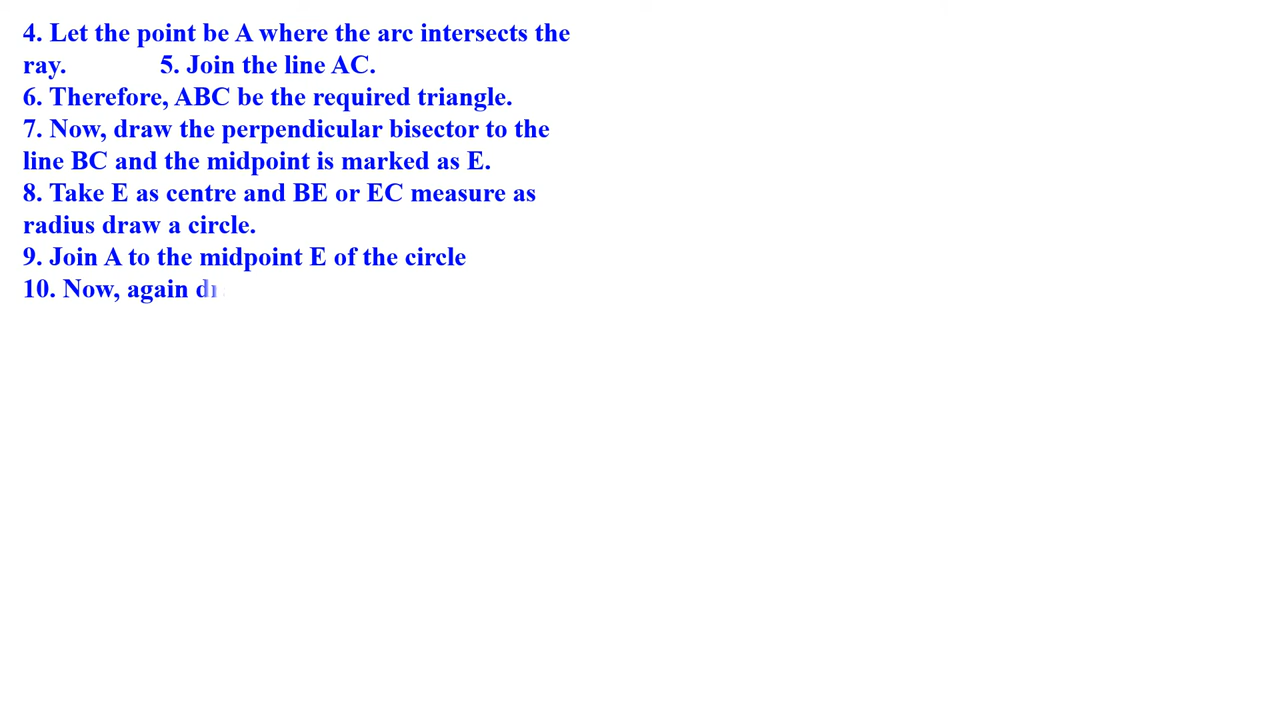 4. Let the point be A where the arc intersects the
ray. 5. Join the line AC.
6. Therefore, ABC be the required triangle.
7. Now, draw the perpendicular bisector to the
line BC and the midpoint is marked as E.
8. Take E as centre and BE or EC measure as
radius draw a circle.
9. Join A to the midpoint E of the circle
10. Now, again